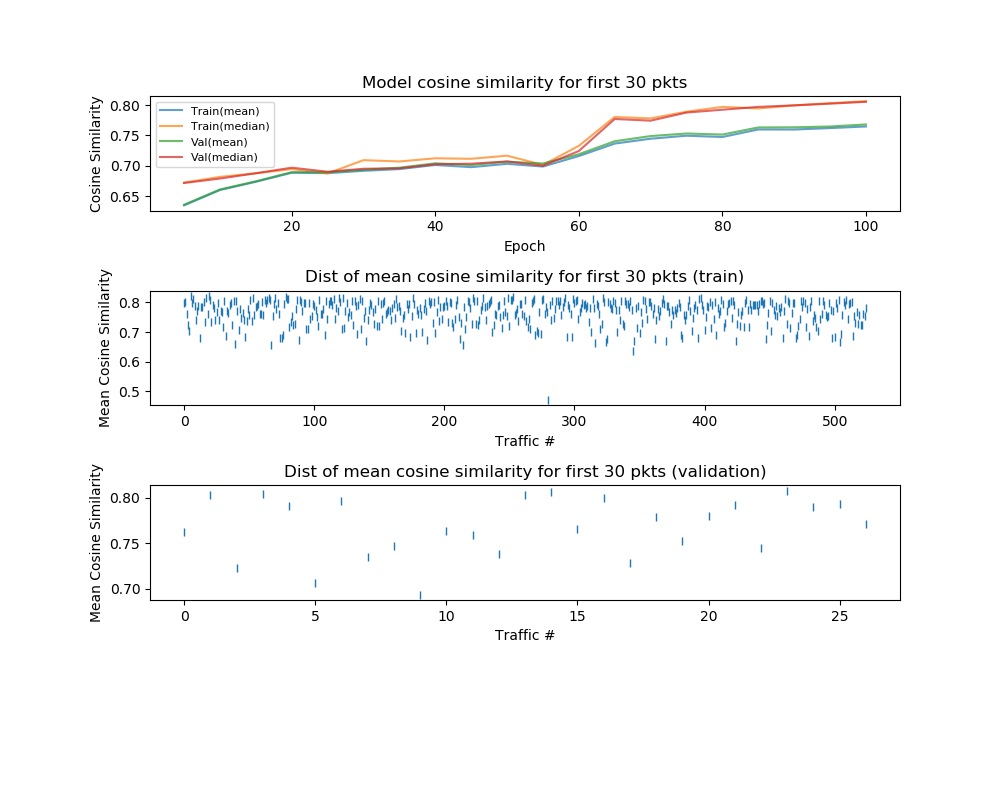 Model cosine similarity for first 30 pkts
Cosine Similarity
0.80
0.75
0.70
0.65
Train(mean)
Train(median)
Val(mean)
Val(median)
20 40 60 80 100
Epoch
Dist of mean cosine similarity for first 30 pkts (train)
Mean Cosine Similarity
0.8
0.7
0.6
0.5
0 100 200 300 400 500
Traffic #
Dist of mean cosine similarity for first 30 pkts (validation)
Mean Cosine Similarity
0.80
0.75
0.70
0 5 10 15 20 25
Traffic #